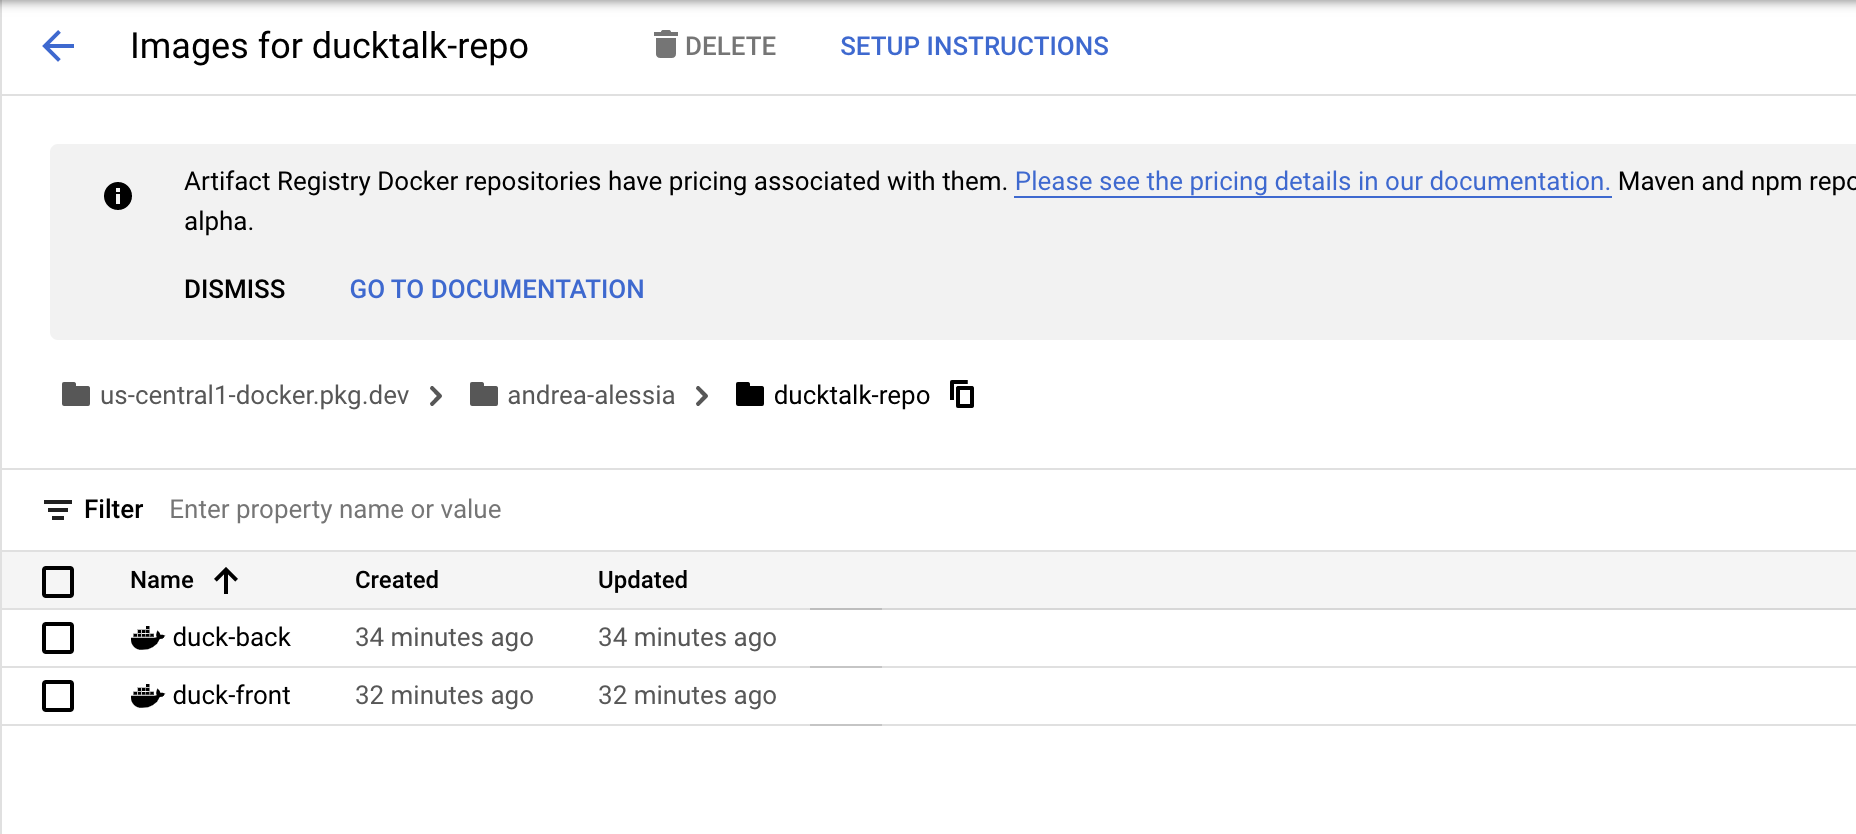 Images for ducktalk-repo DELETE SETUP INSTRUCTIONS
Artifact Registry Docker repositories have pricing associated with them. Please see the pricing details in our documentation. Maven and npm repo
alpha.
DISMISS GO TO DOCUMENTATION
us-central1-docker.pkg.dev andrea-alessia ducktalk-repo
Filter Enter property name or value
Name Created Updated
duck-back 34 minutes ago 34 minutes ago
duck-front 32 minutes ago 32 minutes ago